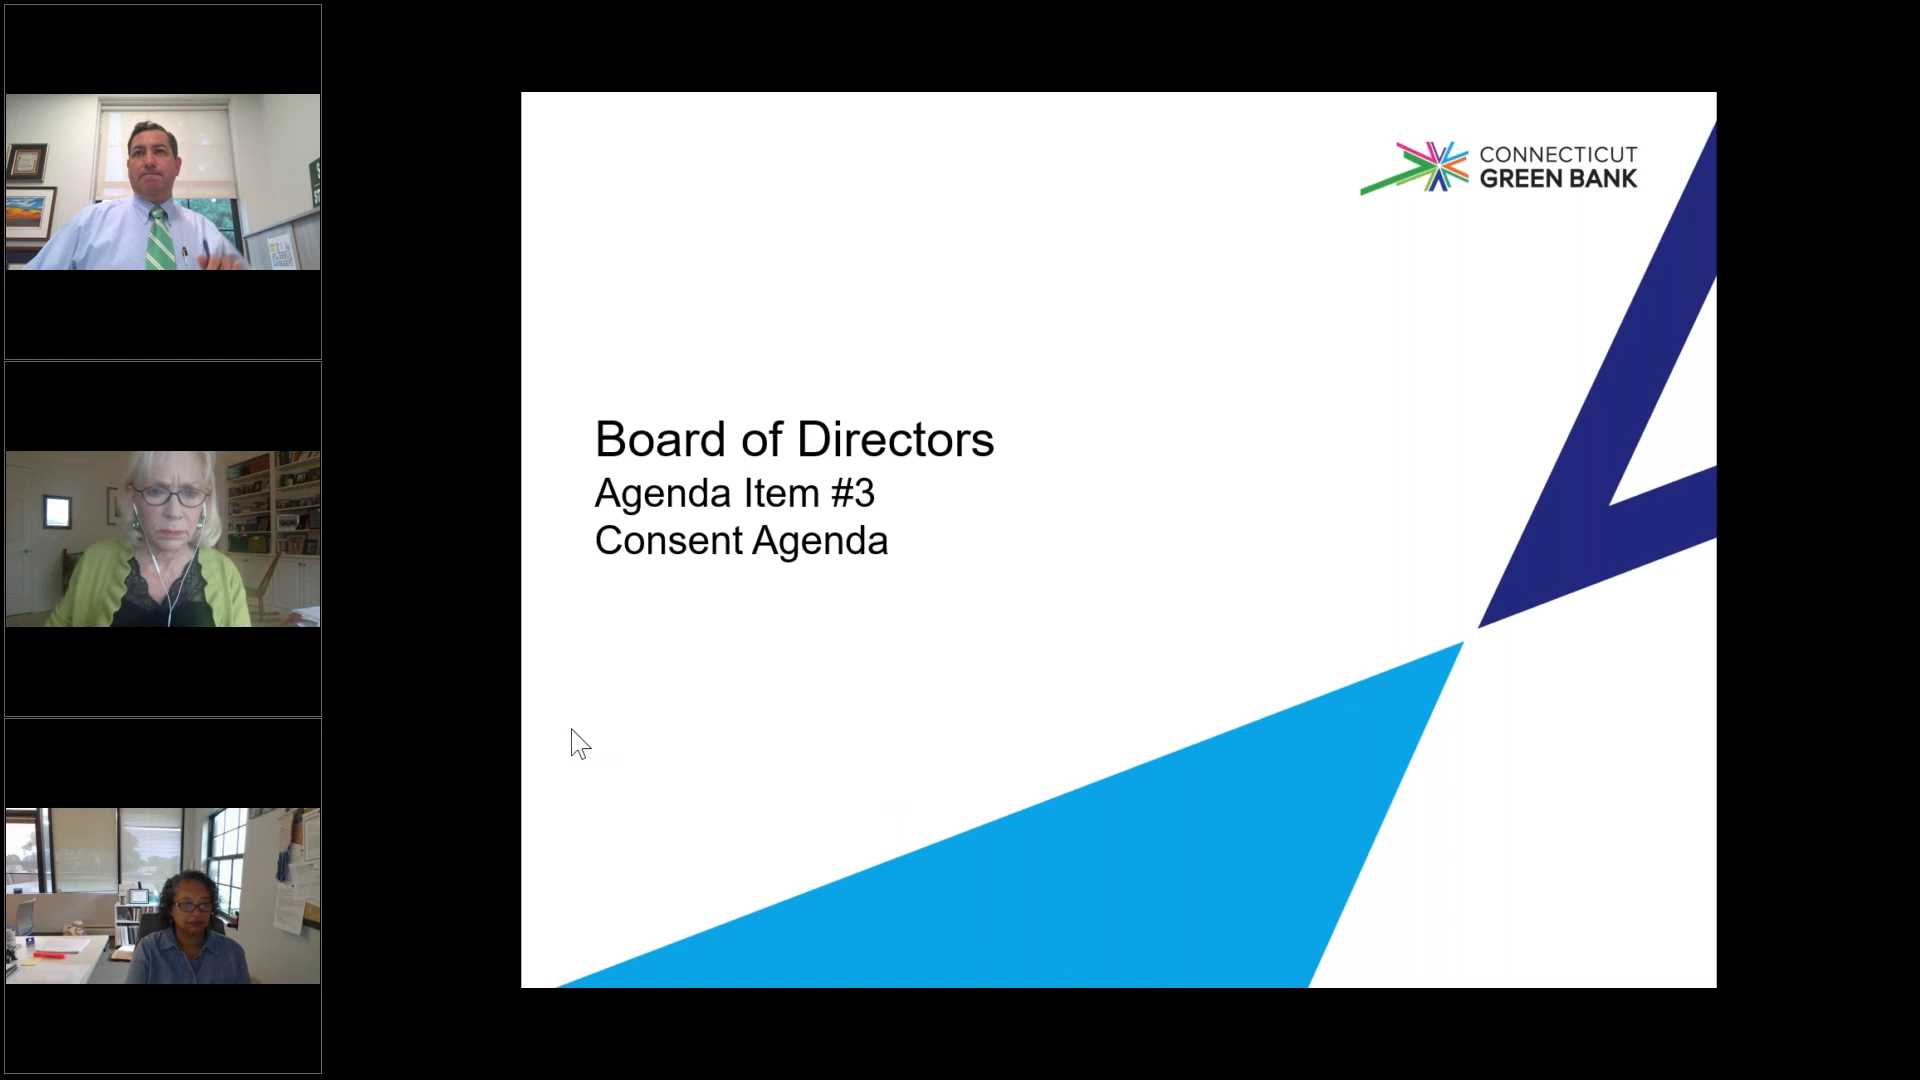 CONNECTICUT
GREEN BANK
Board of Directors
Agenda Item #3
Consent Agenda